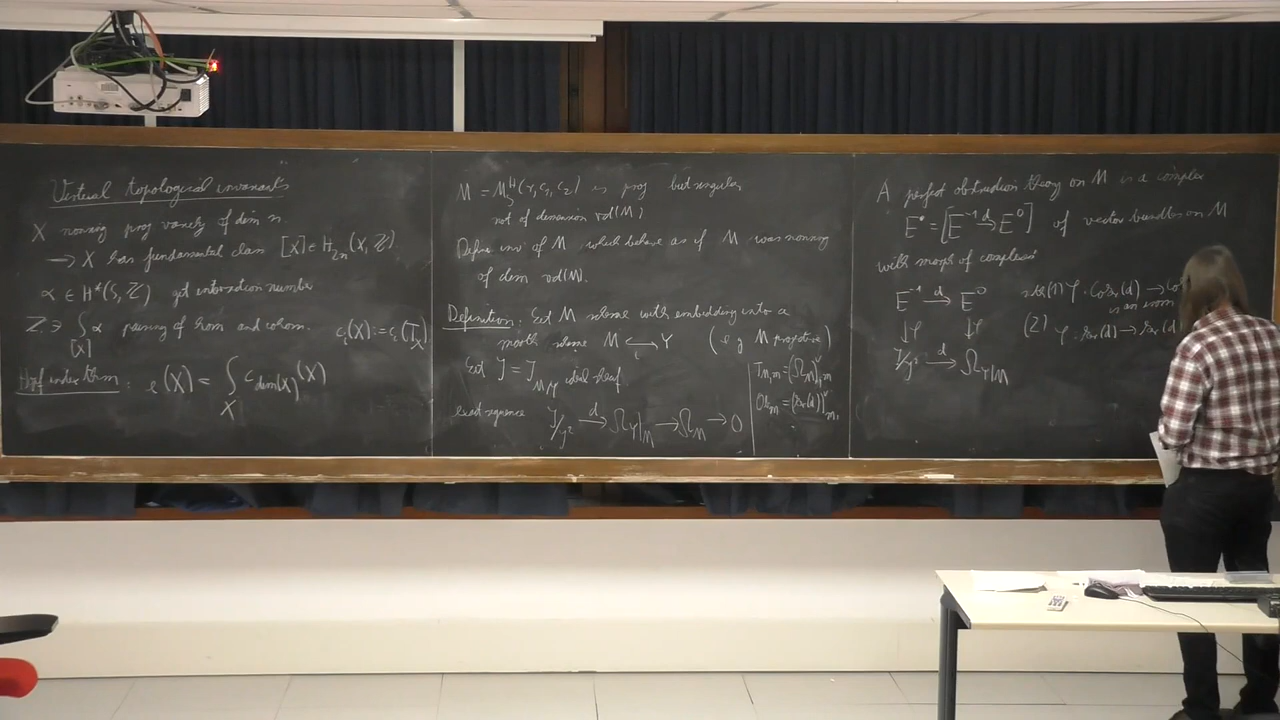 Virtual topological invariants
X nonsing proj variety of dim n.
→ X has fundamental class [X] ∈ H_{2n}(X, Z)
α ∈ H*(S, Z) get intersection number
Z ∋ ∫_{[X]} α pairing of hom and cohom. c_i(X) := c_i(T_X)
Hopf index thm : e(X) = ∫_X c_{dim(X)}(X)
M = M_S^H(r, c_1, c_2) is proj but singular
not of dimension vd(M)
Define inv of M which behave as if M was nonsing
of dim vd(M).
Definition : Let M scheme with embedding into a
smooth scheme M ↪ Y (e g M projective)
Let J = J_{M/Y} ideal sheaf
exact sequence J/J² →^d Ω_Y|_M → Ω_M → 0
T_{M,m} = (Ω_M)^∨_m
Ob_m = (ker(d))^∨_m
A perfect obstruction theory on M is a complex
E^• = [E^{-1} →^d E^0] of vector bundles on M
with morph of complexes
E^{-1} →^d E^0
↓φ ↓φ
J/J² →^d Ω_Y|_M
(1) φ: Coker(d) →
is an isom
(2) φ: ker(d) → ker(d)